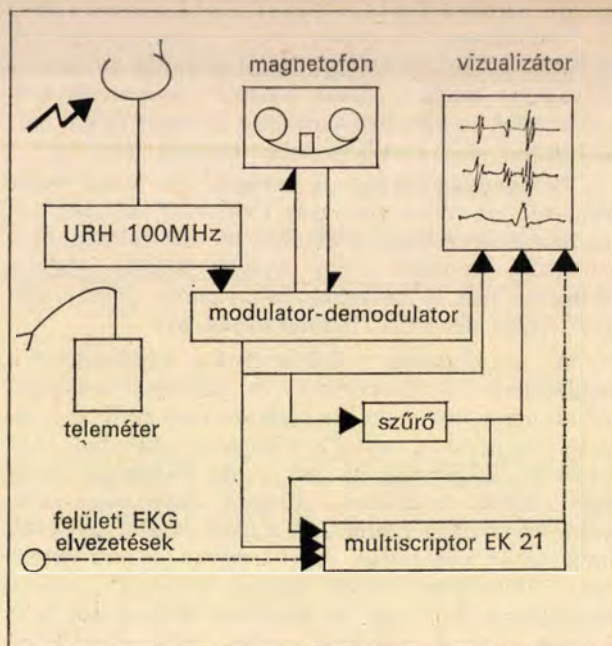 magnetofon
vizualizátor
URH 100MHz
modulator-demodulator
teleméter
szűrő
felületi EKG
elvezetések
multiscriptor EK 21